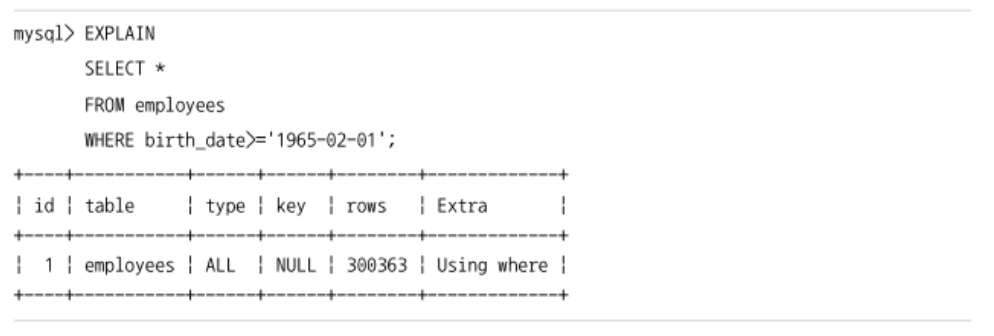 mysql> EXPLAIN
SELECT *
FROM employees
WHERE birth_date>='1965-02-01';
+----+-----------+------+------+--------+-------------+
| id | table     | type | key  | rows   | Extra       |
+----+-----------+------+------+--------+-------------+
|  1 | employees | ALL  | NULL | 300363 | Using where |
+----+-----------+------+------+--------+-------------+